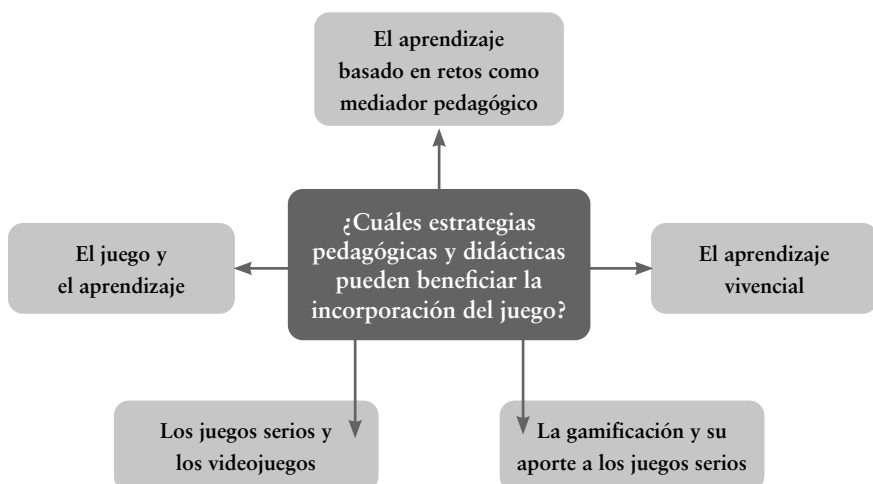 El aprendizaje
basado en retos como
mediador pedagógico
¿Cuáles estrategias
pedagógicas y didácticas
pueden beneficiar la
incorporación del juego?
El juego y
el aprendizaje
El aprendizaje
vivencial
Los juegos serios y
los videojuegos
La gamificación y su
aporte a los juegos serios